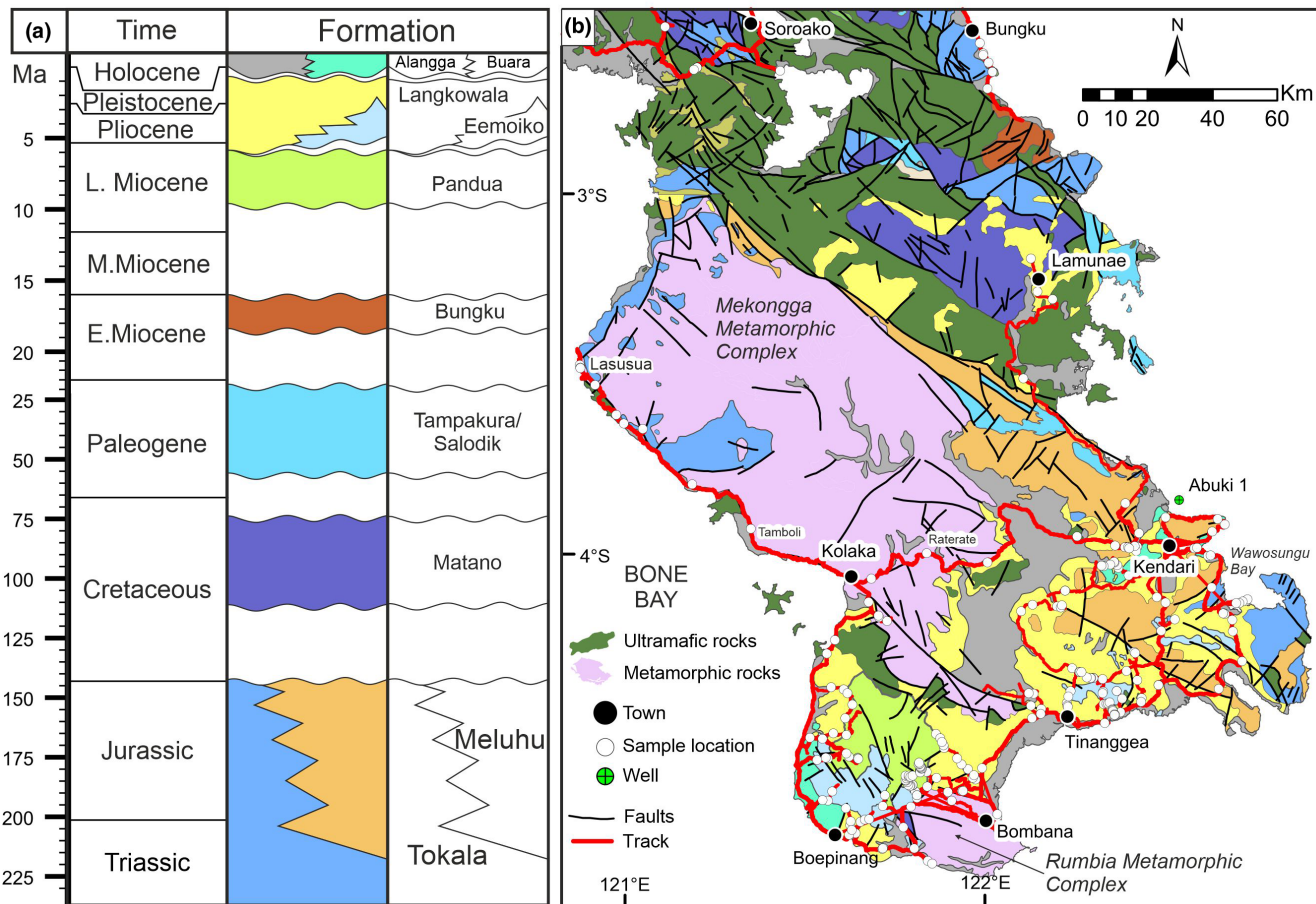 (a)
Time
Formation
Ma
Holocene
Alangga
Buara
Pleistocene
Langkowala
Pliocene
Eemoiko
5
L. Miocene
Pandua
10
M.Miocene
15
E.Miocene
Bungku
20
25
Paleogene
Tampakura/
Salodik
50
75
Cretaceous
Matano
100
125
150
Jurassic
Meluhu
175
200
Triassic
Tokala
225
(b)
Soroako
Bungku
N
Km
0 10 20 40 60
3°S
Lamunae
Mekongga
Metamorphic
Complex
Lasusua
Abuki 1
Tamboli
Raterate
4°S
Kolaka
Kendari
Wawosungu
Bay
BONE
BAY
Ultramafic rocks
Metamorphic rocks
Town
Sample location
Well
Faults
Track
Tinanggea
Bombana
Boepinang
Rumbia Metamorphic
Complex
121°E
122°E